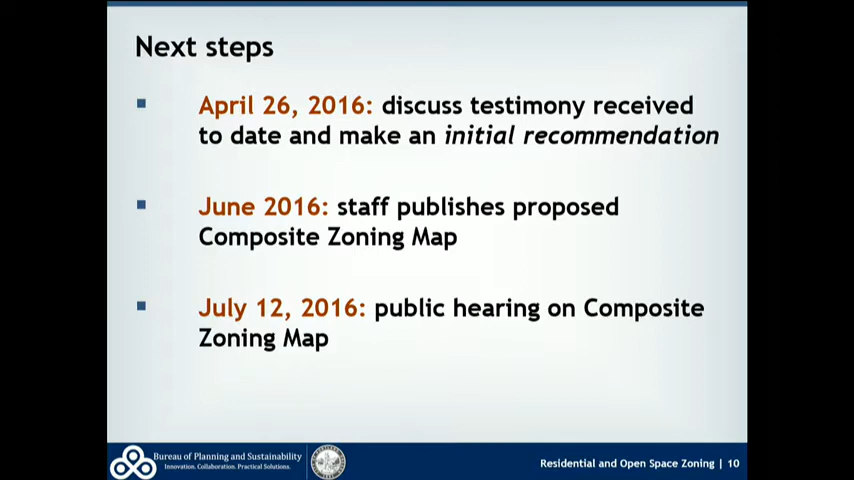 Next steps
April 26, 2016: discuss testimony received
to date and make an initial recommendation
June 2016: staff publishes proposed
Composite Zoning Map
July 12, 2016: public hearing on Composite
Zoning Map
Bureau of Planning and Sustainability
Innovation. Collaboration. Practical Solutions.
Residential and Open Space Zoning | 10